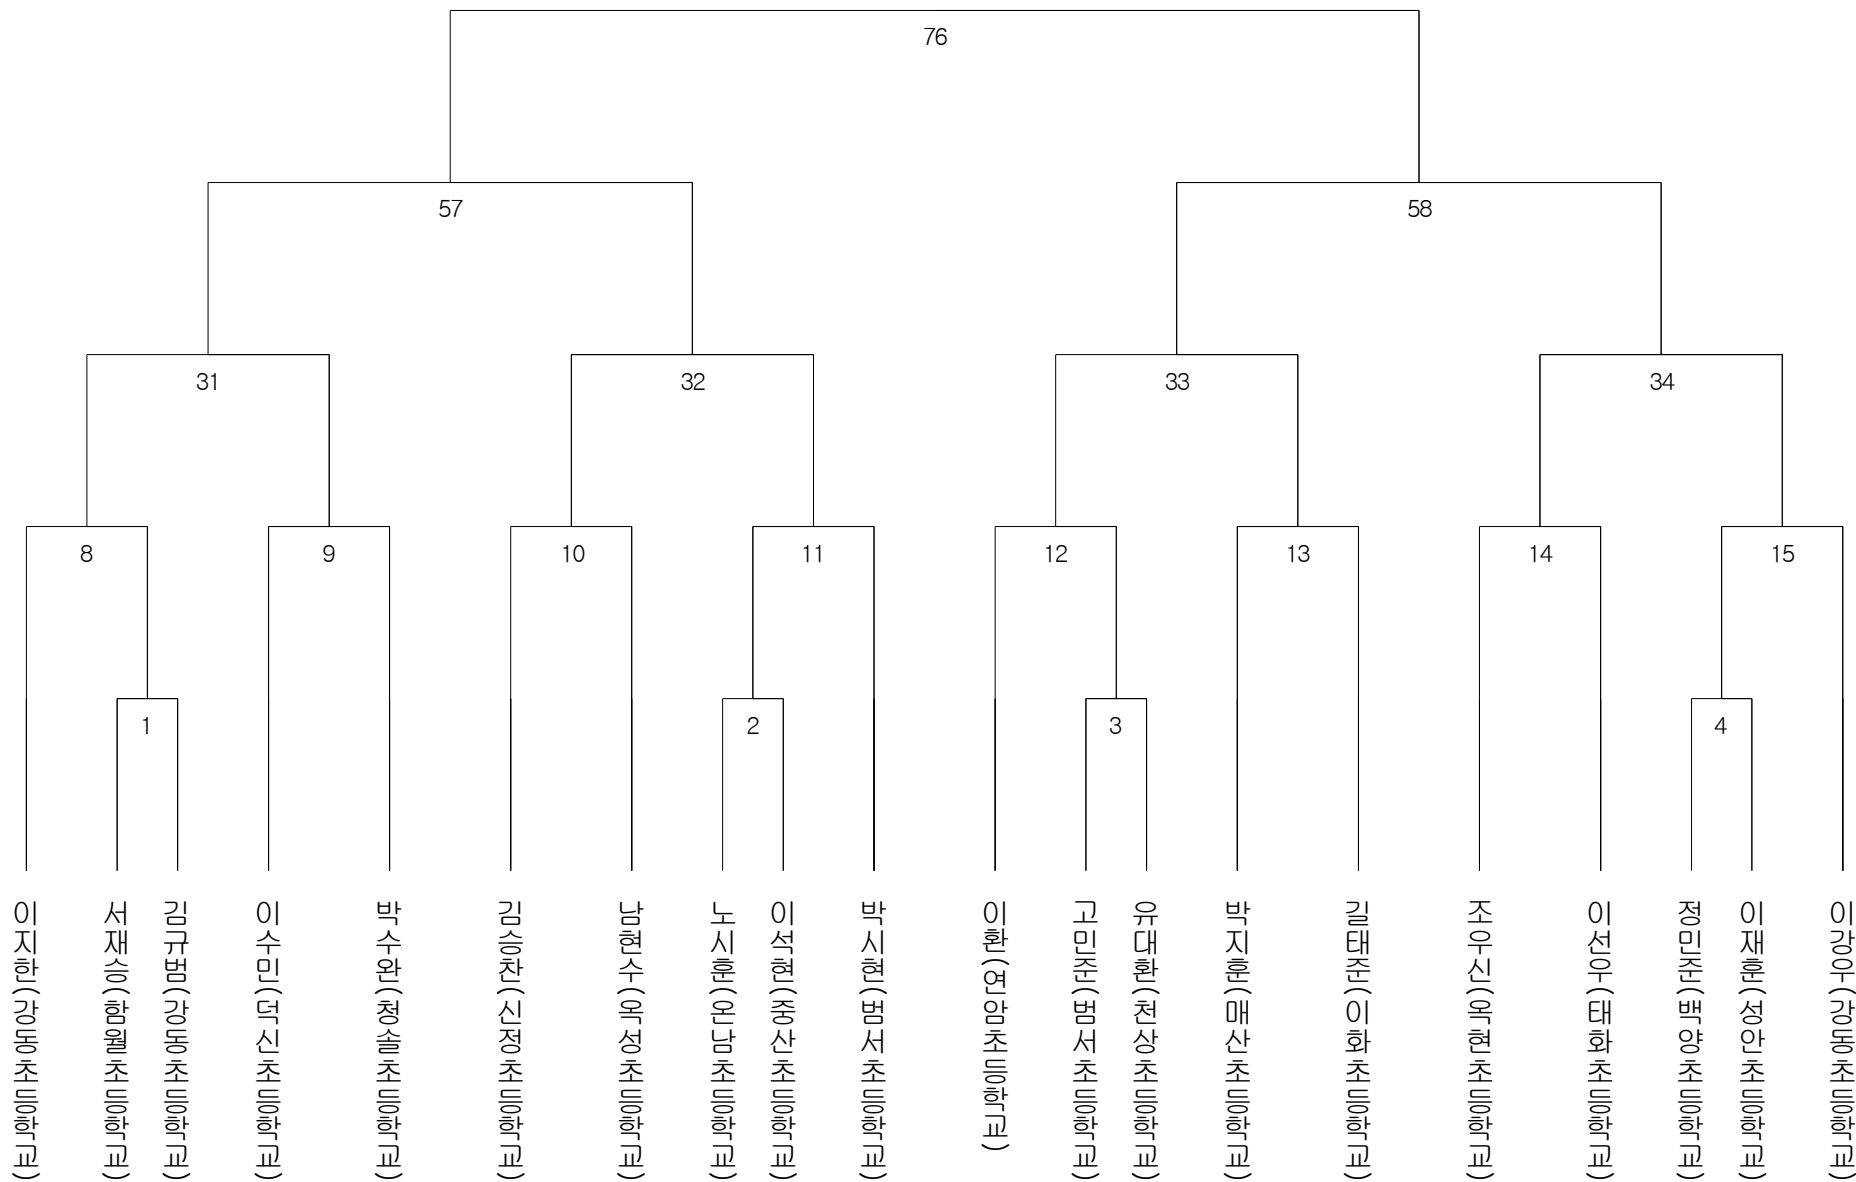 76
57
58
31
32
33
34
8
9
10
11
12
13
14
15
1
2
3
4
이지한(강동초등학교)
서재승(함월초등학교)
김규범(강동초등학교)
이수민(덕신초등학교)
박수완(청솔초등학교)
김승찬(신정초등학교)
남현수(옥성초등학교)
노시훈(온남초등학교)
이석현(중산초등학교)
박시현(범서초등학교)
이환(연암초등학교)
고민준(범서초등학교)
유대환(천상초등학교)
박지훈(매산초등학교)
길태준(이화초등학교)
조우신(옥현초등학교)
이선우(태화초등학교)
정민준(백양초등학교)
이재훈(성안초등학교)
이강우(강동초등학교)